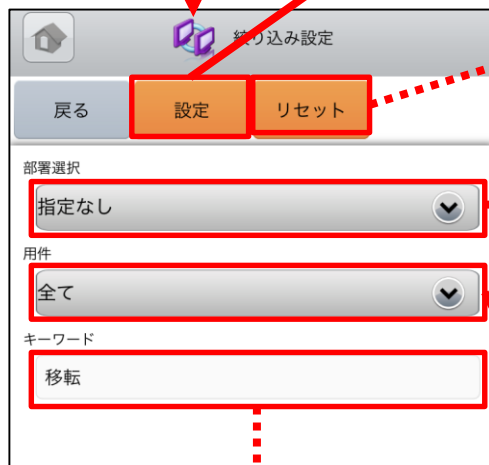 絞り込み設定
戻る 設定 リセット
部署選択
指定なし
用件
全て
キーワード
移転